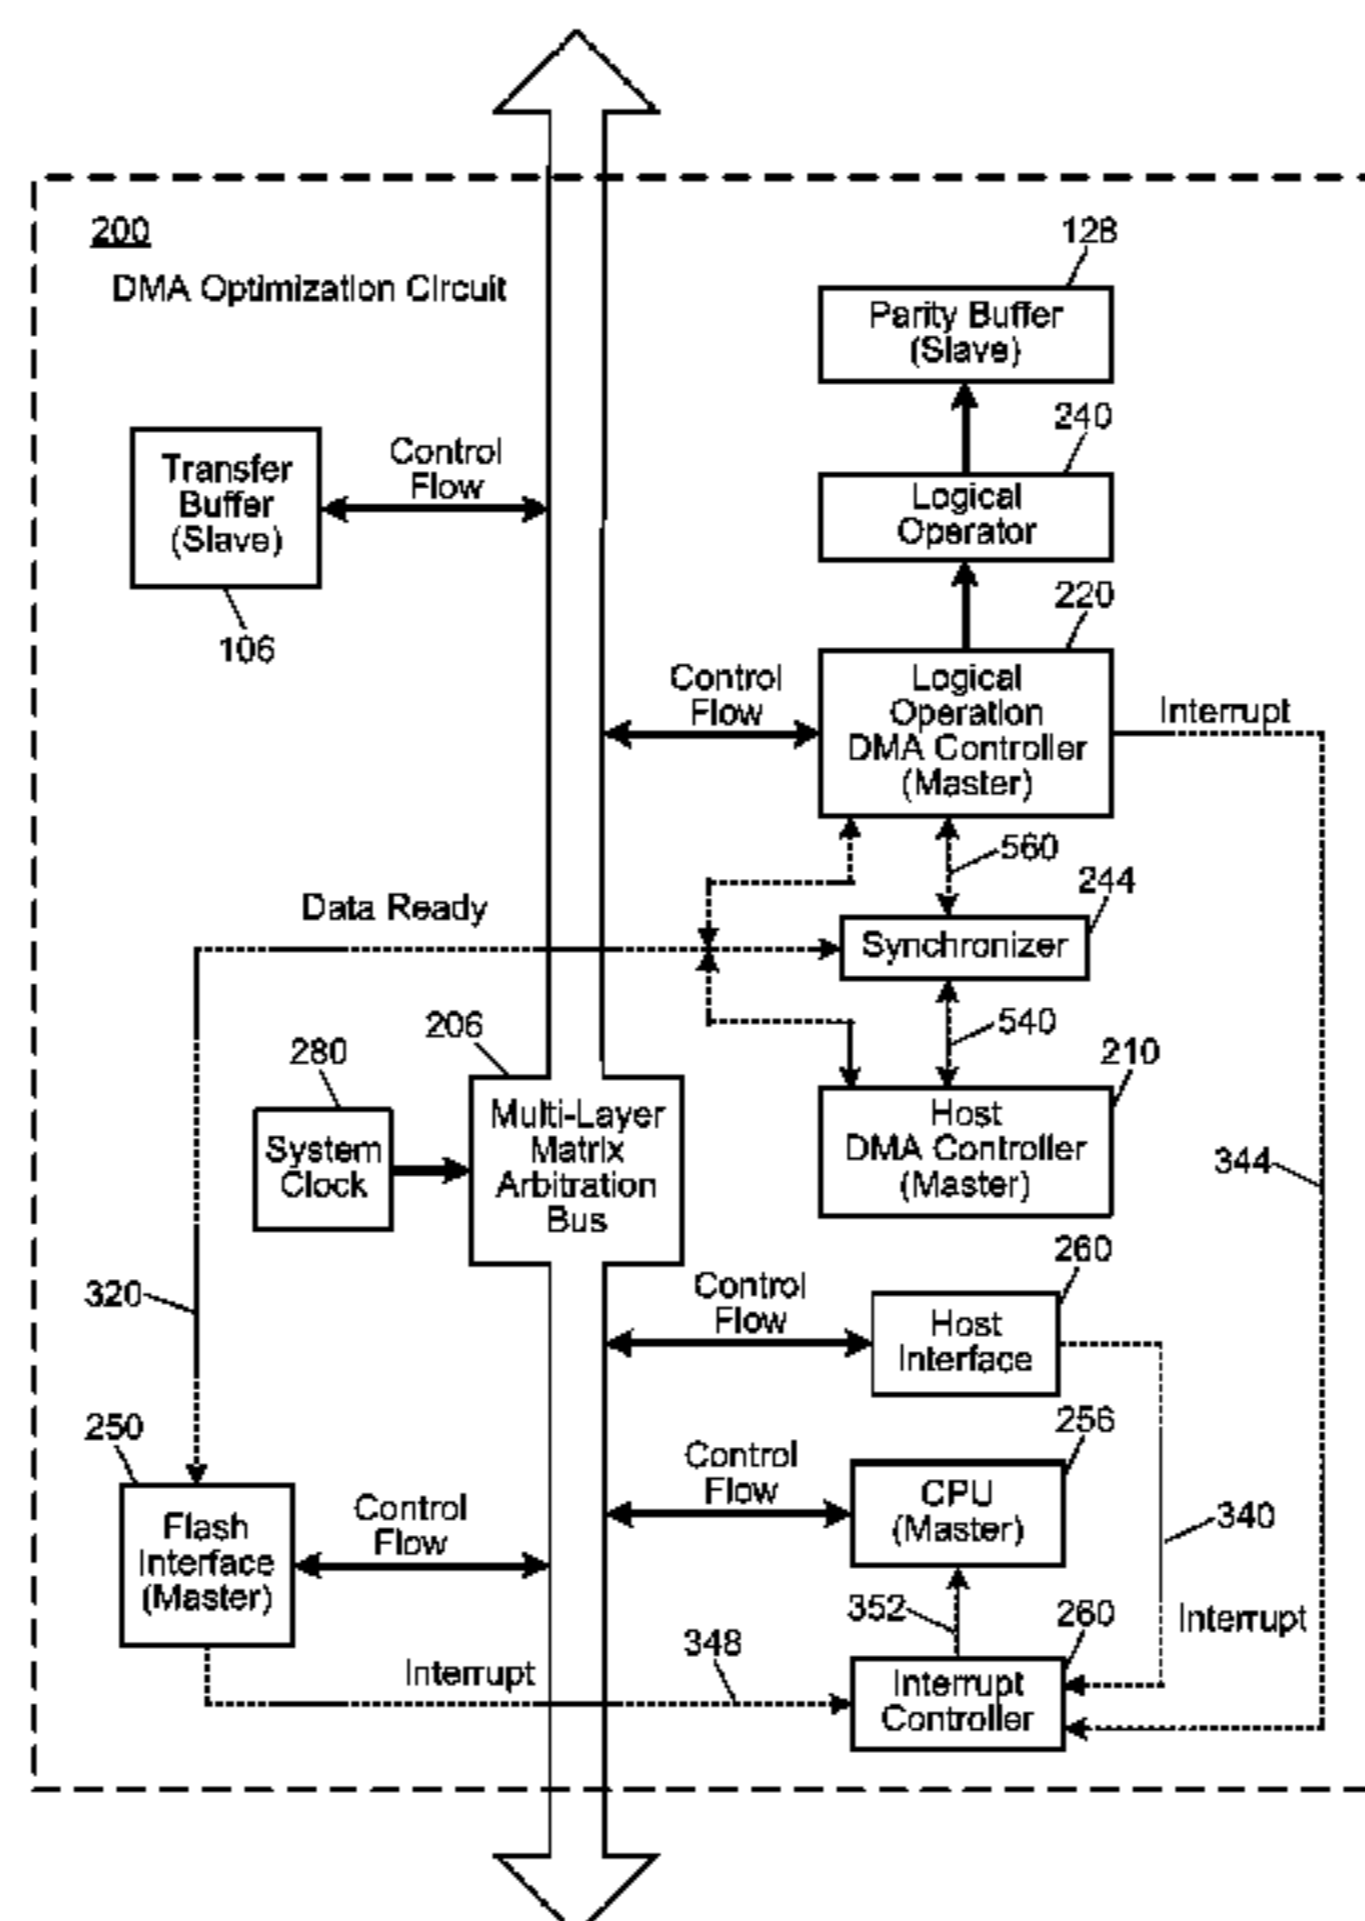 200
DMA Optimization Circuit
128
Parity Buffer
(Slave)
240
Logical
Operator
Transfer
Buffer
(Slave)
Control
Flow
106
220
Logical
Operation
DMA Controller
(Master)
Control
Flow
Interrupt
560
244
Synchronizer
Data Ready
540
206
280
System
Clock
Multi-Layer
Matrix
Arbitration
Bus
210
Host
DMA Controller
(Master)
344
320
260
Control
Flow
Host
Interface
250
Flash
Interface
(Master)
Control
Flow
256
Control
Flow
CPU
(Master)
340
352
260
Interrupt
348
Interrupt
Interrupt
Controller